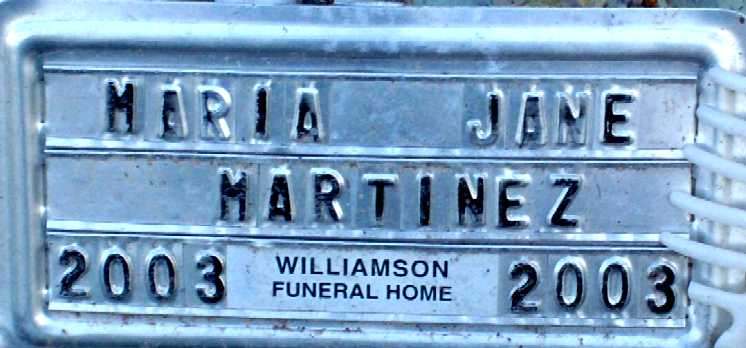 MARIA JANE
MARTINEZ
2003 WILLIAMSON FUNERAL HOME 2003